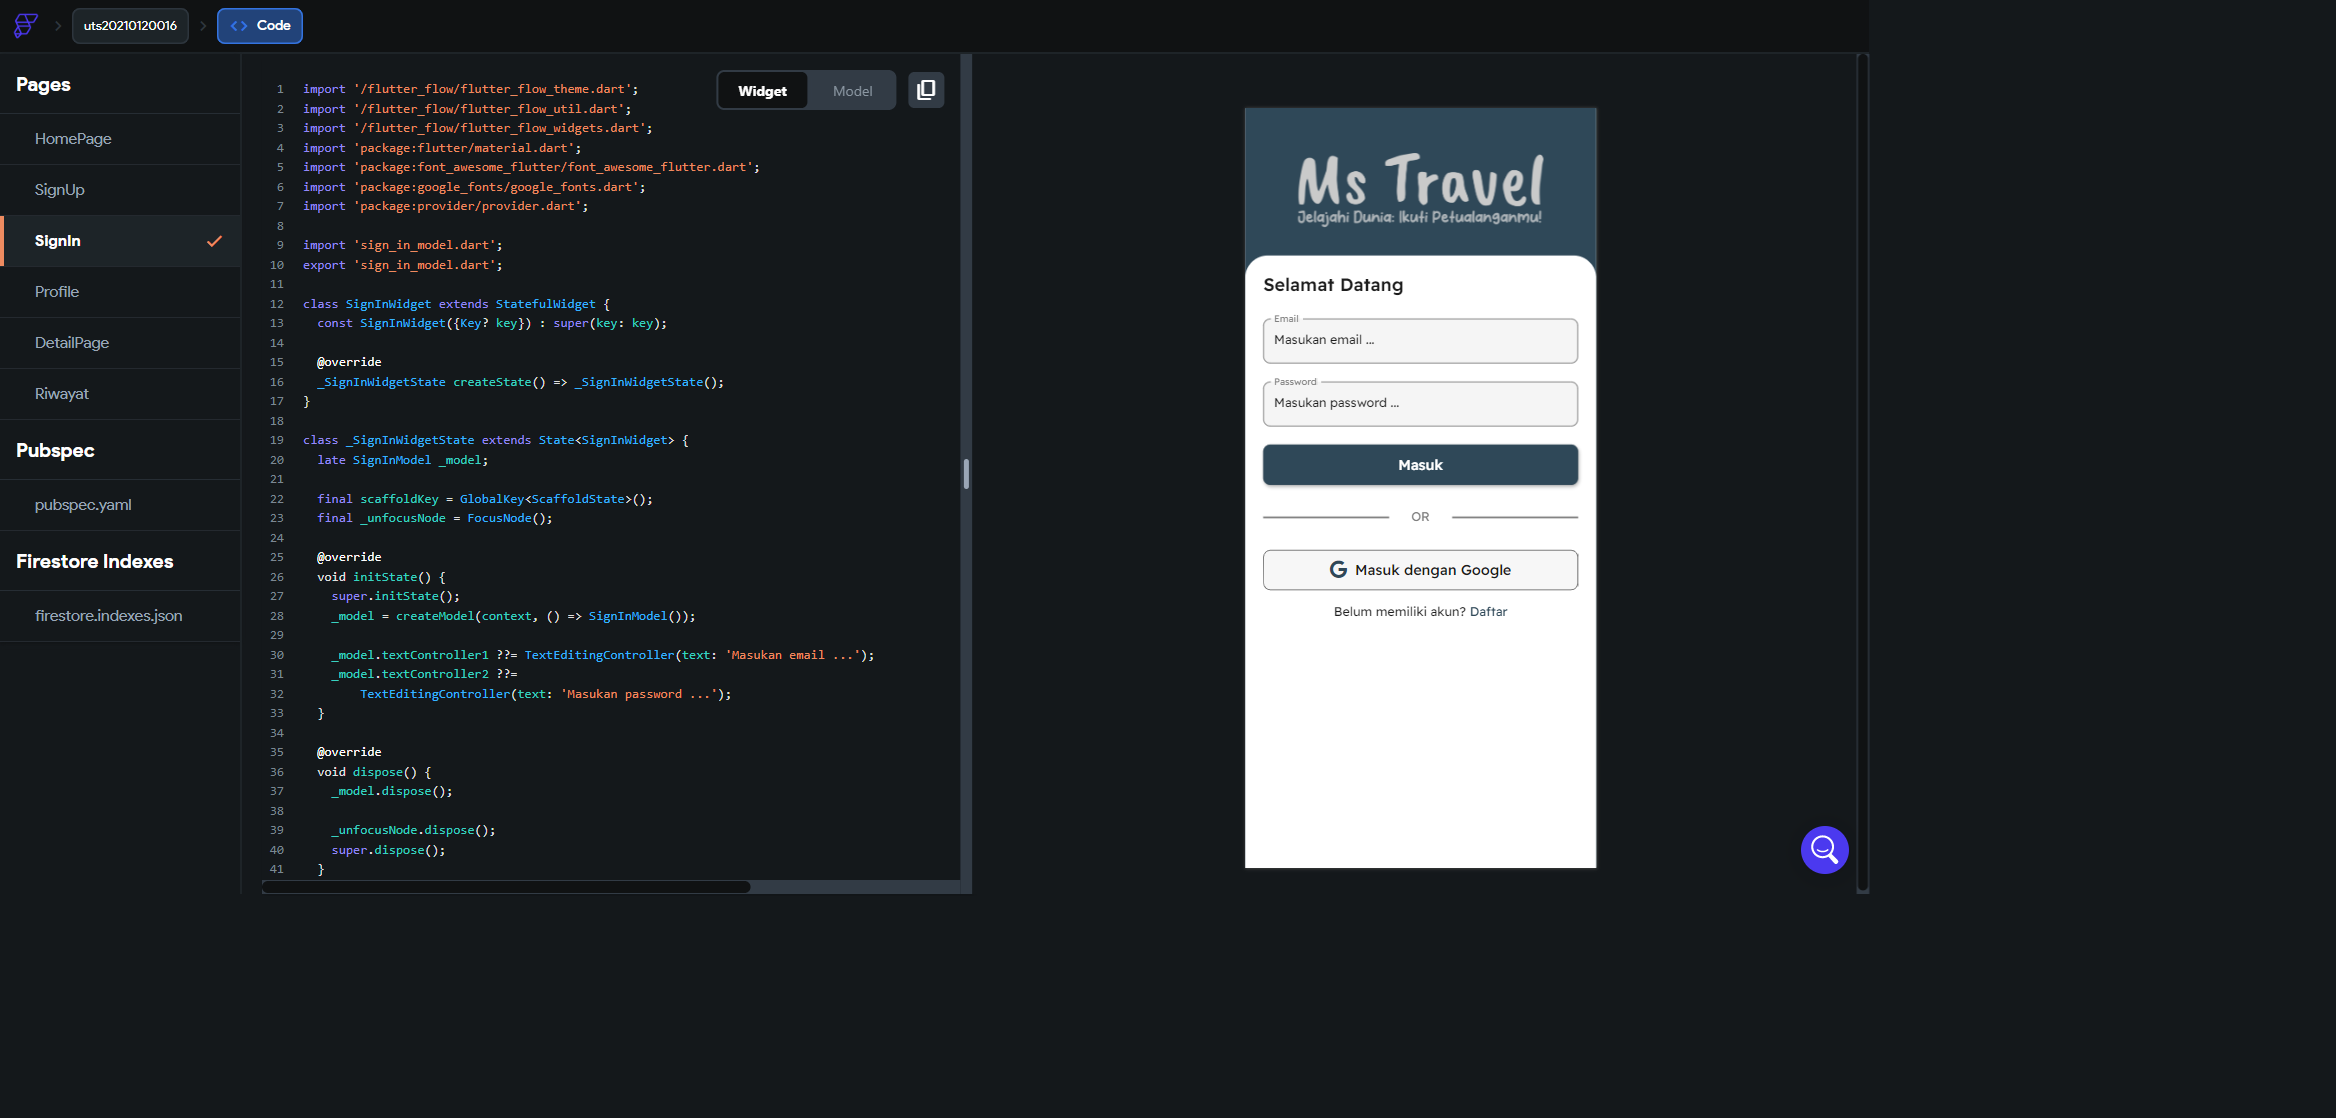 uts20210120016
Code
Pages
HomePage
SignUp
SignIn
Profile
DetailPage
Riwayat
Pubspec
pubspec.yaml
Firestore Indexes
firestore.indexes.json
Widget
Model
1 import '/flutter_flow/flutter_flow_theme.dart';
2 import '/flutter_flow/flutter_flow_util.dart';
3 import '/flutter_flow/flutter_flow_widgets.dart';
4 import 'package:flutter/material.dart';
5 import 'package:font_awesome_flutter/font_awesome_flutter.dart';
6 import 'package:google_fonts/google_fonts.dart';
7 import 'package:provider/provider.dart';
8
9 import 'sign_in_model.dart';
10 export 'sign_in_model.dart';
11
12 class SignInWidget extends StatefulWidget {
13   const SignInWidget({Key? key}) : super(key: key);
14
15   @override
16   _SignInWidgetState createState() => _SignInWidgetState();
17 }
18
19 class _SignInWidgetState extends State<SignInWidget> {
20   late SignInModel _model;
21
22   final scaffoldKey = GlobalKey<ScaffoldState>();
23   final _unfocusNode = FocusNode();
24
25   @override
26   void initState() {
27     super.initState();
28     _model = createModel(context, () => SignInModel());
29
30     _model.textController1 ??= TextEditingController(text: 'Masukan email ...');
31     _model.textController2 ??=
32         TextEditingController(text: 'Masukan password ...');
33   }
34
35   @override
36   void dispose() {
37     _model.dispose();
38
39     _unfocusNode.dispose();
40     super.dispose();
41   }
Ms Travel
Jelajahi Dunia: Ikuti Petualanganmu!
Selamat Datang
Email
Masukan email ...
Password
Masukan password ...
Masuk
OR
Masuk dengan Google
Belum memiliki akun? Daftar